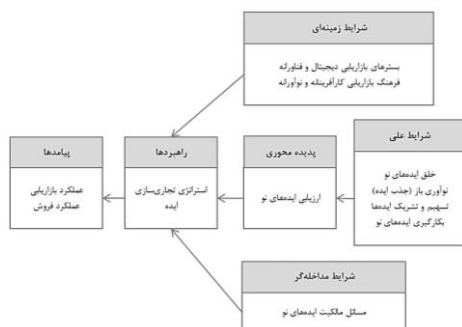 شرایط زمینه‌ای
بسترهای بازاریابی دیجیتال و فناورانه
فرهنگ بازاریابی کارآفرینانه و نوآورانه
شرایط علی
خلق ایده‌های نو
نوآوری باز (جذب ایده)
تسهیم و تشریک ایده‌ها
بکارگیری ایده‌های نو
پدیده محوری
ارزیابی ایده‌های نو
راهبردها
استراتژی تجاری‌سازی
ایده
پیامدها
عملکرد بازاریابی
عملکرد فروش
شرایط مداخله‌گر
مسائل مالکیت ایده‌های نو